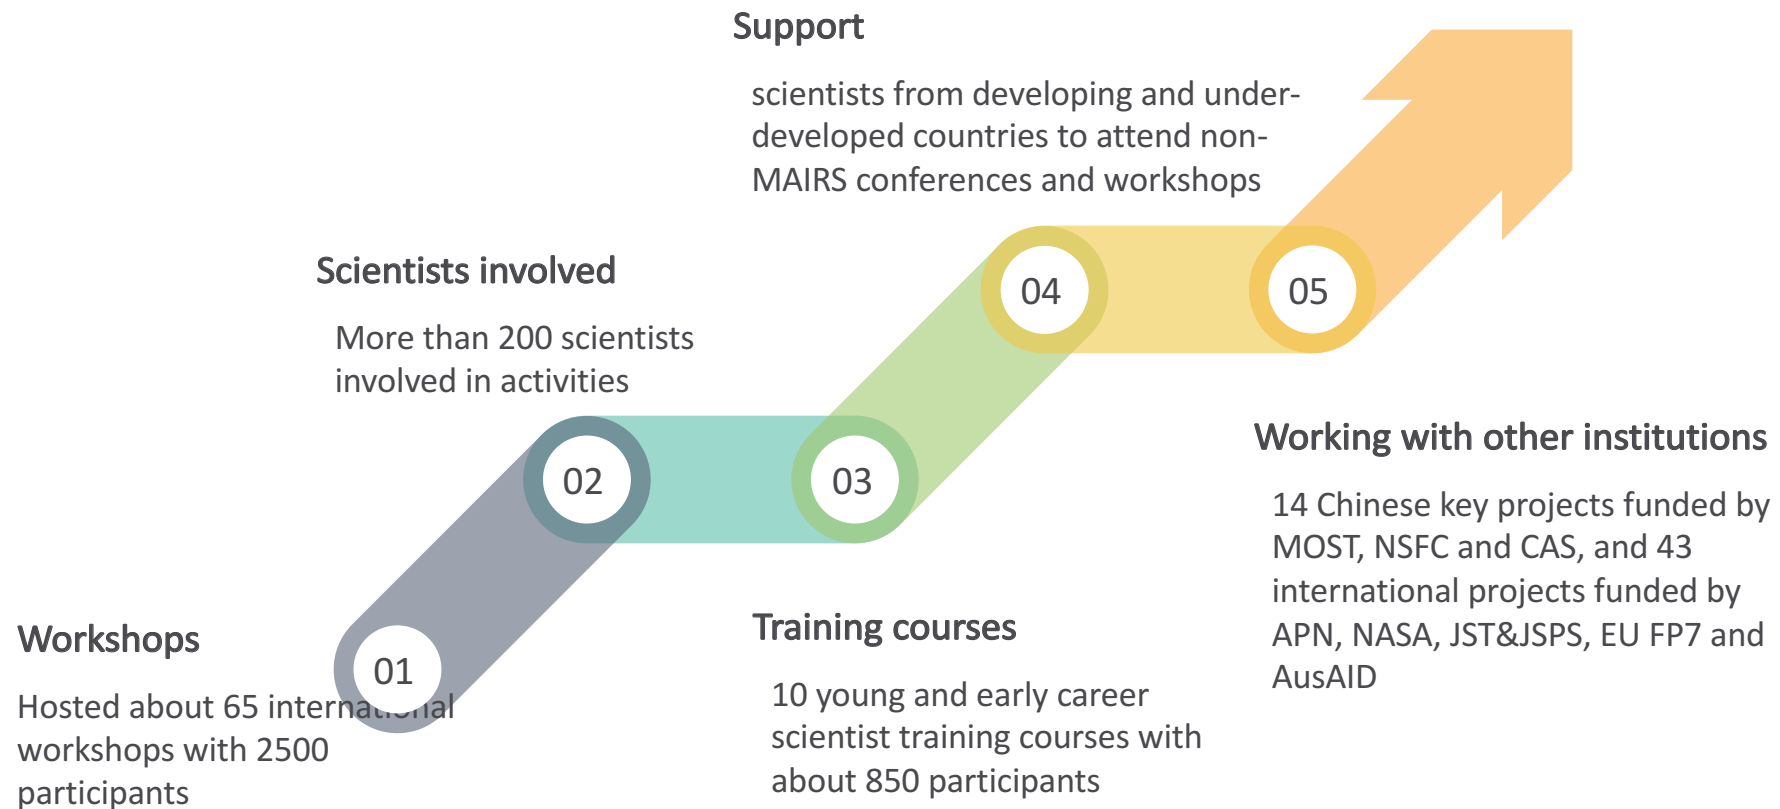 Support
scientists from developing and under-
developed countries to attend non-
MAIRS conferences and workshops
04
05
Scientists involved
More than 200 scientists
involved in activities
02
03
Working with other institutions
14 Chinese key projects funded by
MOST, NSFC and CAS, and 43
international projects funded by
APN, NASA, JST&JSPS, EU FP7 and
AusAID
Workshops
01
Hosted about 65 international
workshops with 2500
participants
Training courses
10 young and early career
scientist training courses with
about 850 participants